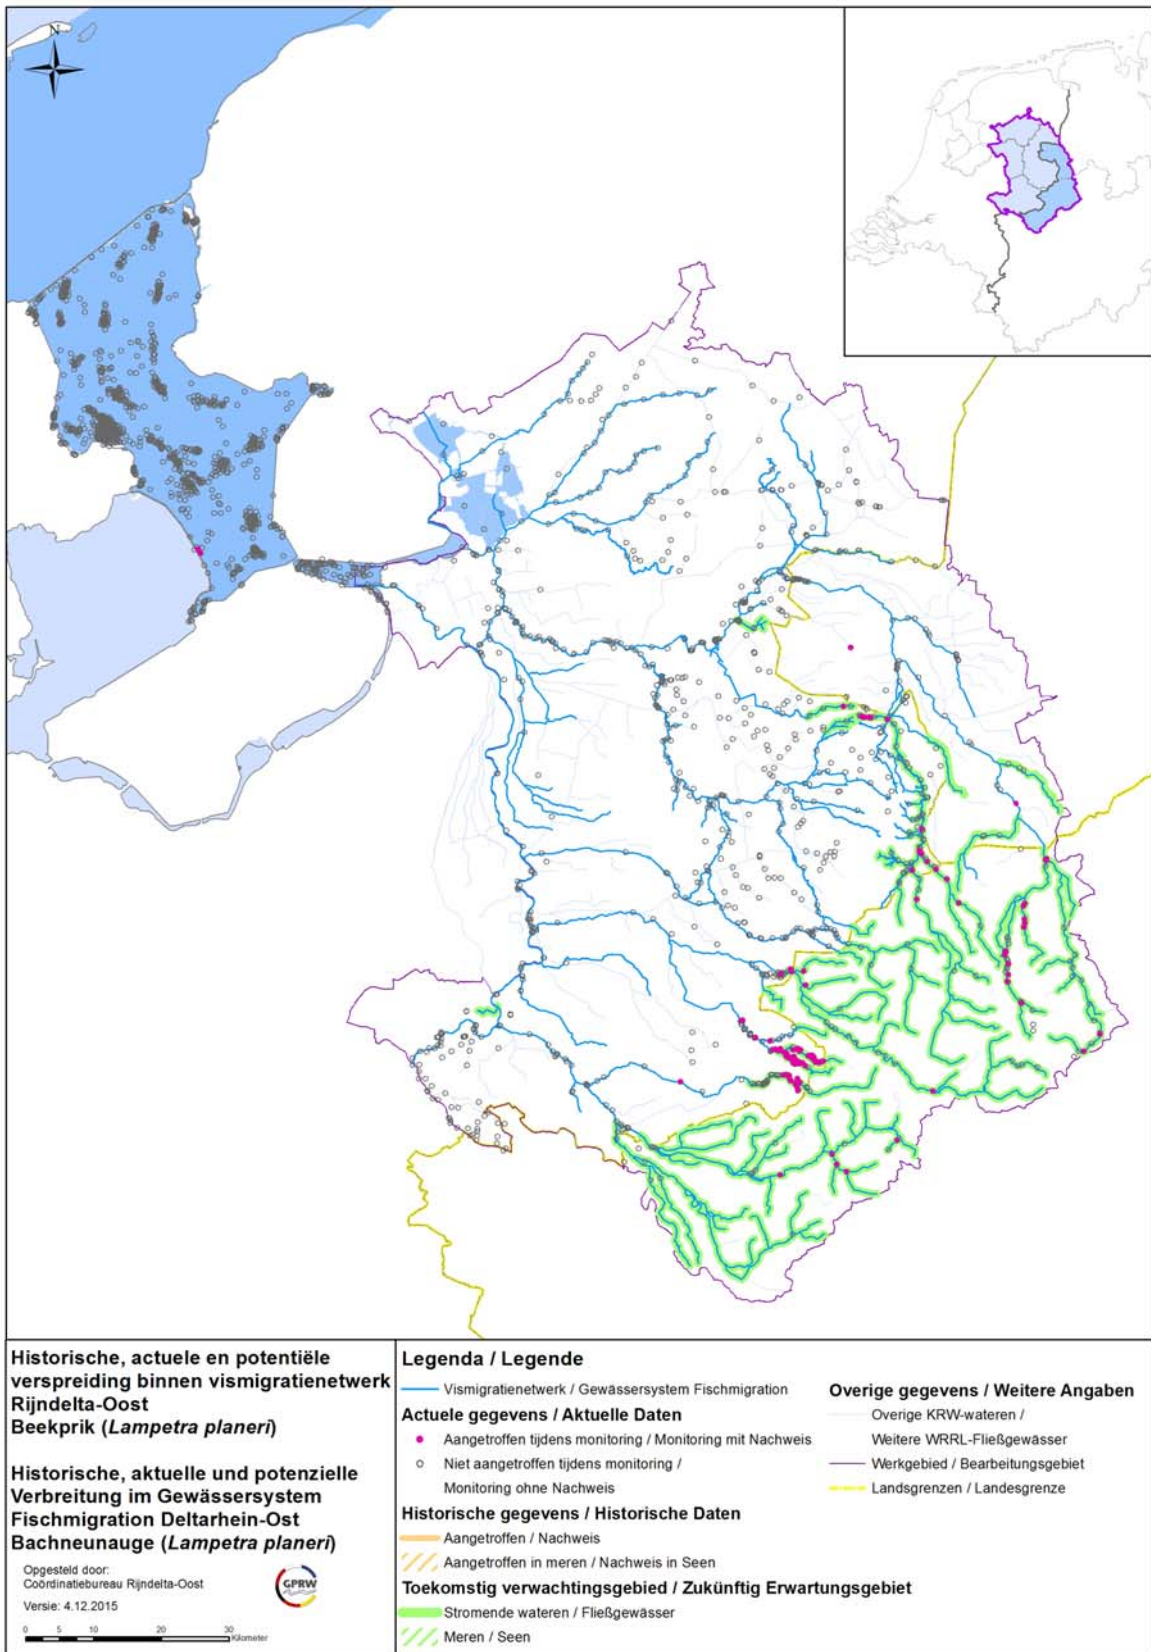 N
Historische, actuele en potentiële
verspreiding binnen vismigratienetwerk
Rijndelta-Oost
Beekprik (Lampetra planeri)
Historische, aktuelle und potenzielle
Verbreitung im Gewässersystem
Fischmigration Deltarhein-Ost
Bachneunauge (Lampetra planeri)
Opgesteld door:
Coördinatiebureau Rijndelta-Oost
Versie: 4.12.2015
GPRW
0 5 10 20 30
Kilometer
Legenda / Legende
Vismigratienetwerk / Gewässersystem Fischmigration
Actuele gegevens / Aktuelle Daten
Aangetroffen tijdens monitoring / Monitoring mit Nachweis
Niet aangetroffen tijdens monitoring /
Monitoring ohne Nachweis
Historische gegevens / Historische Daten
Aangetroffen / Nachweis
Aangetroffen in meren / Nachweis in Seen
Toekomstig verwachtingsgebied / Zukünftig Erwartungsgebiet
Stromende wateren / Fließgewässer
Meren / Seen
Overige gegevens / Weitere Angaben
Overige KRW-wateren /
Weitere WRRL-Fließgewässer
Werkgebied / Bearbeitungsgebiet
Landsgrenzen / Landesgrenze